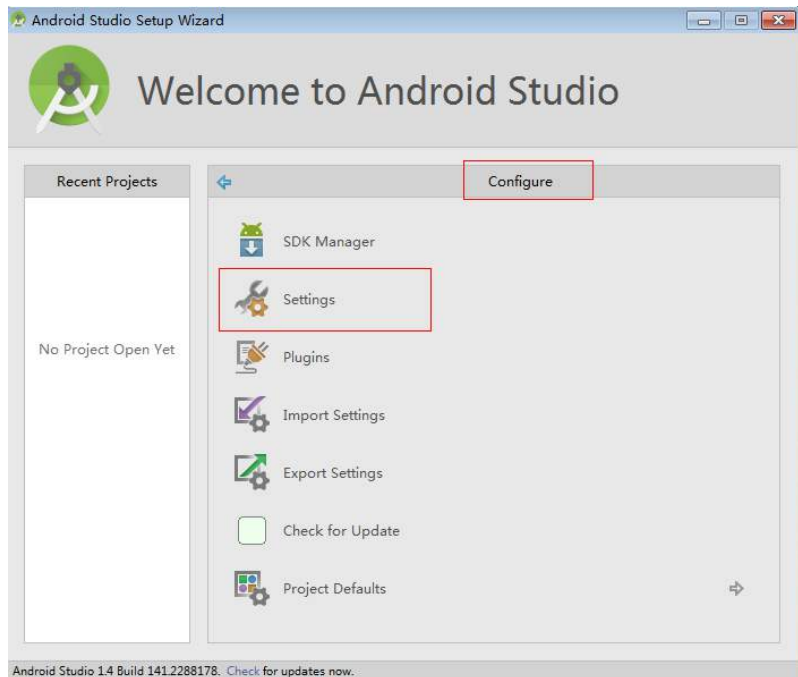 Android Studio Setup Wizard
Welcome to Android Studio
Recent Projects
Configure
No Project Open Yet
SDK Manager
Settings
Plugins
Import Settings
Export Settings
Check for Update
Project Defaults
Android Studio 1.4 Build 141.2288178. Check for updates now.